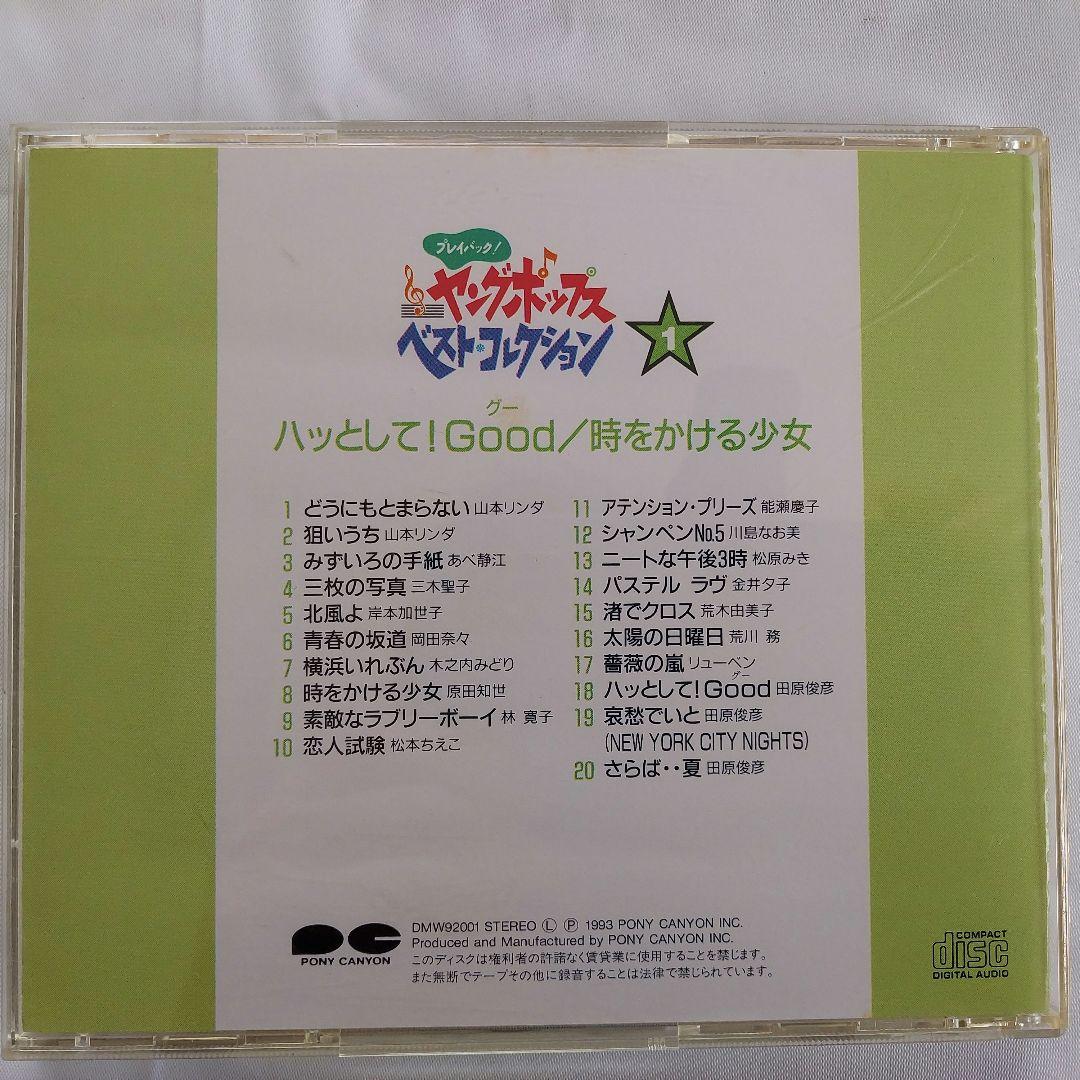 プレイバック!
ヤングポップス
ベスト・コレクション
1
グー
ハッとして!Good/時をかける少女
1 どうにもとまらない 山本リンダ
2 狙いうち 山本リンダ
3 みずいろの手紙 あべ静江
4 三枚の写真 三木聖子
5 北風よ 岸本加世子
6 青春の坂道 岡田奈々
7 横浜いれぶん 木之内みどり
8 時をかける少女 原田知世
9 素敵なラブリーボーイ 林 寛子
10 恋人試験 松本ちえこ
11 アテンション・プリーズ 能瀬慶子
12 シャンペンNo.5 川島なお美
13 ニートな午後3時 松原みき
14 パステル ラヴ 金井夕子
15 渚でクロス 荒木由美子
16 太陽の日曜日 荒川 務
17 薔薇の嵐 リューベン
グー
18 ハッとして!Good 田原俊彦
19 哀愁でいと 田原俊彦
(NEW YORK CITY NIGHTS)
20 さらば‥夏 田原俊彦
PONY CANYON
DMW92001 STEREO Ⓛ Ⓟ 1993 PONY CANYON INC.
Produced and Manufactured by PONY CANYON INC.
このディスクは権利者の許諾なく賃貸業に使用することを禁じます。
また無断でテープその他に録音することは法律で禁じられています。
COMPACT
disc
DIGITAL AUDIO